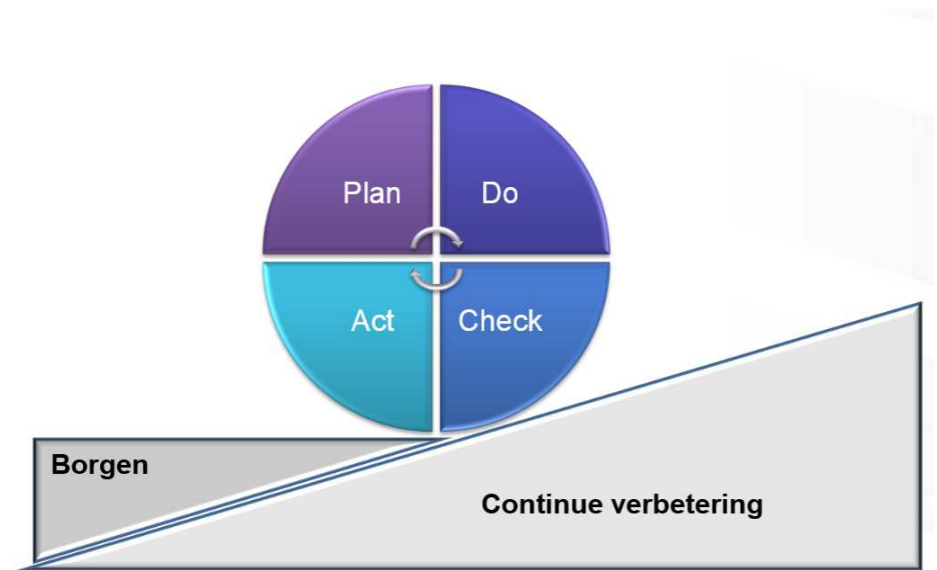 Plan
Do
Act
Check
Borgen
Continue verbetering